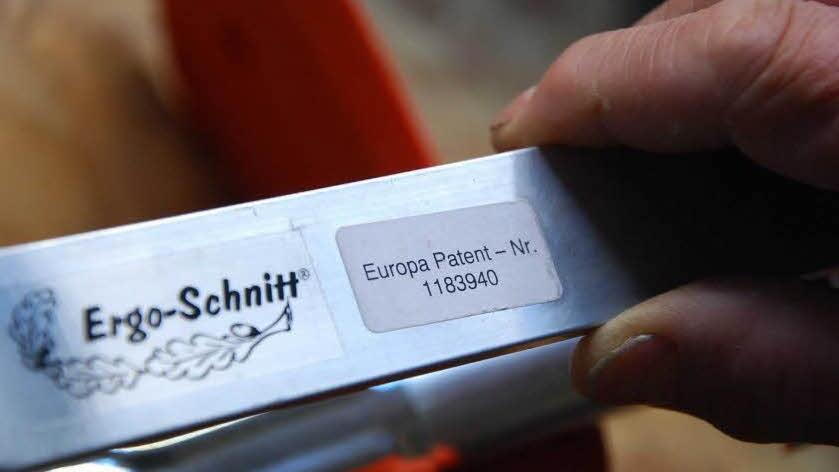 Ergo-Schnitt®
Europa Patent – Nr.
1183940